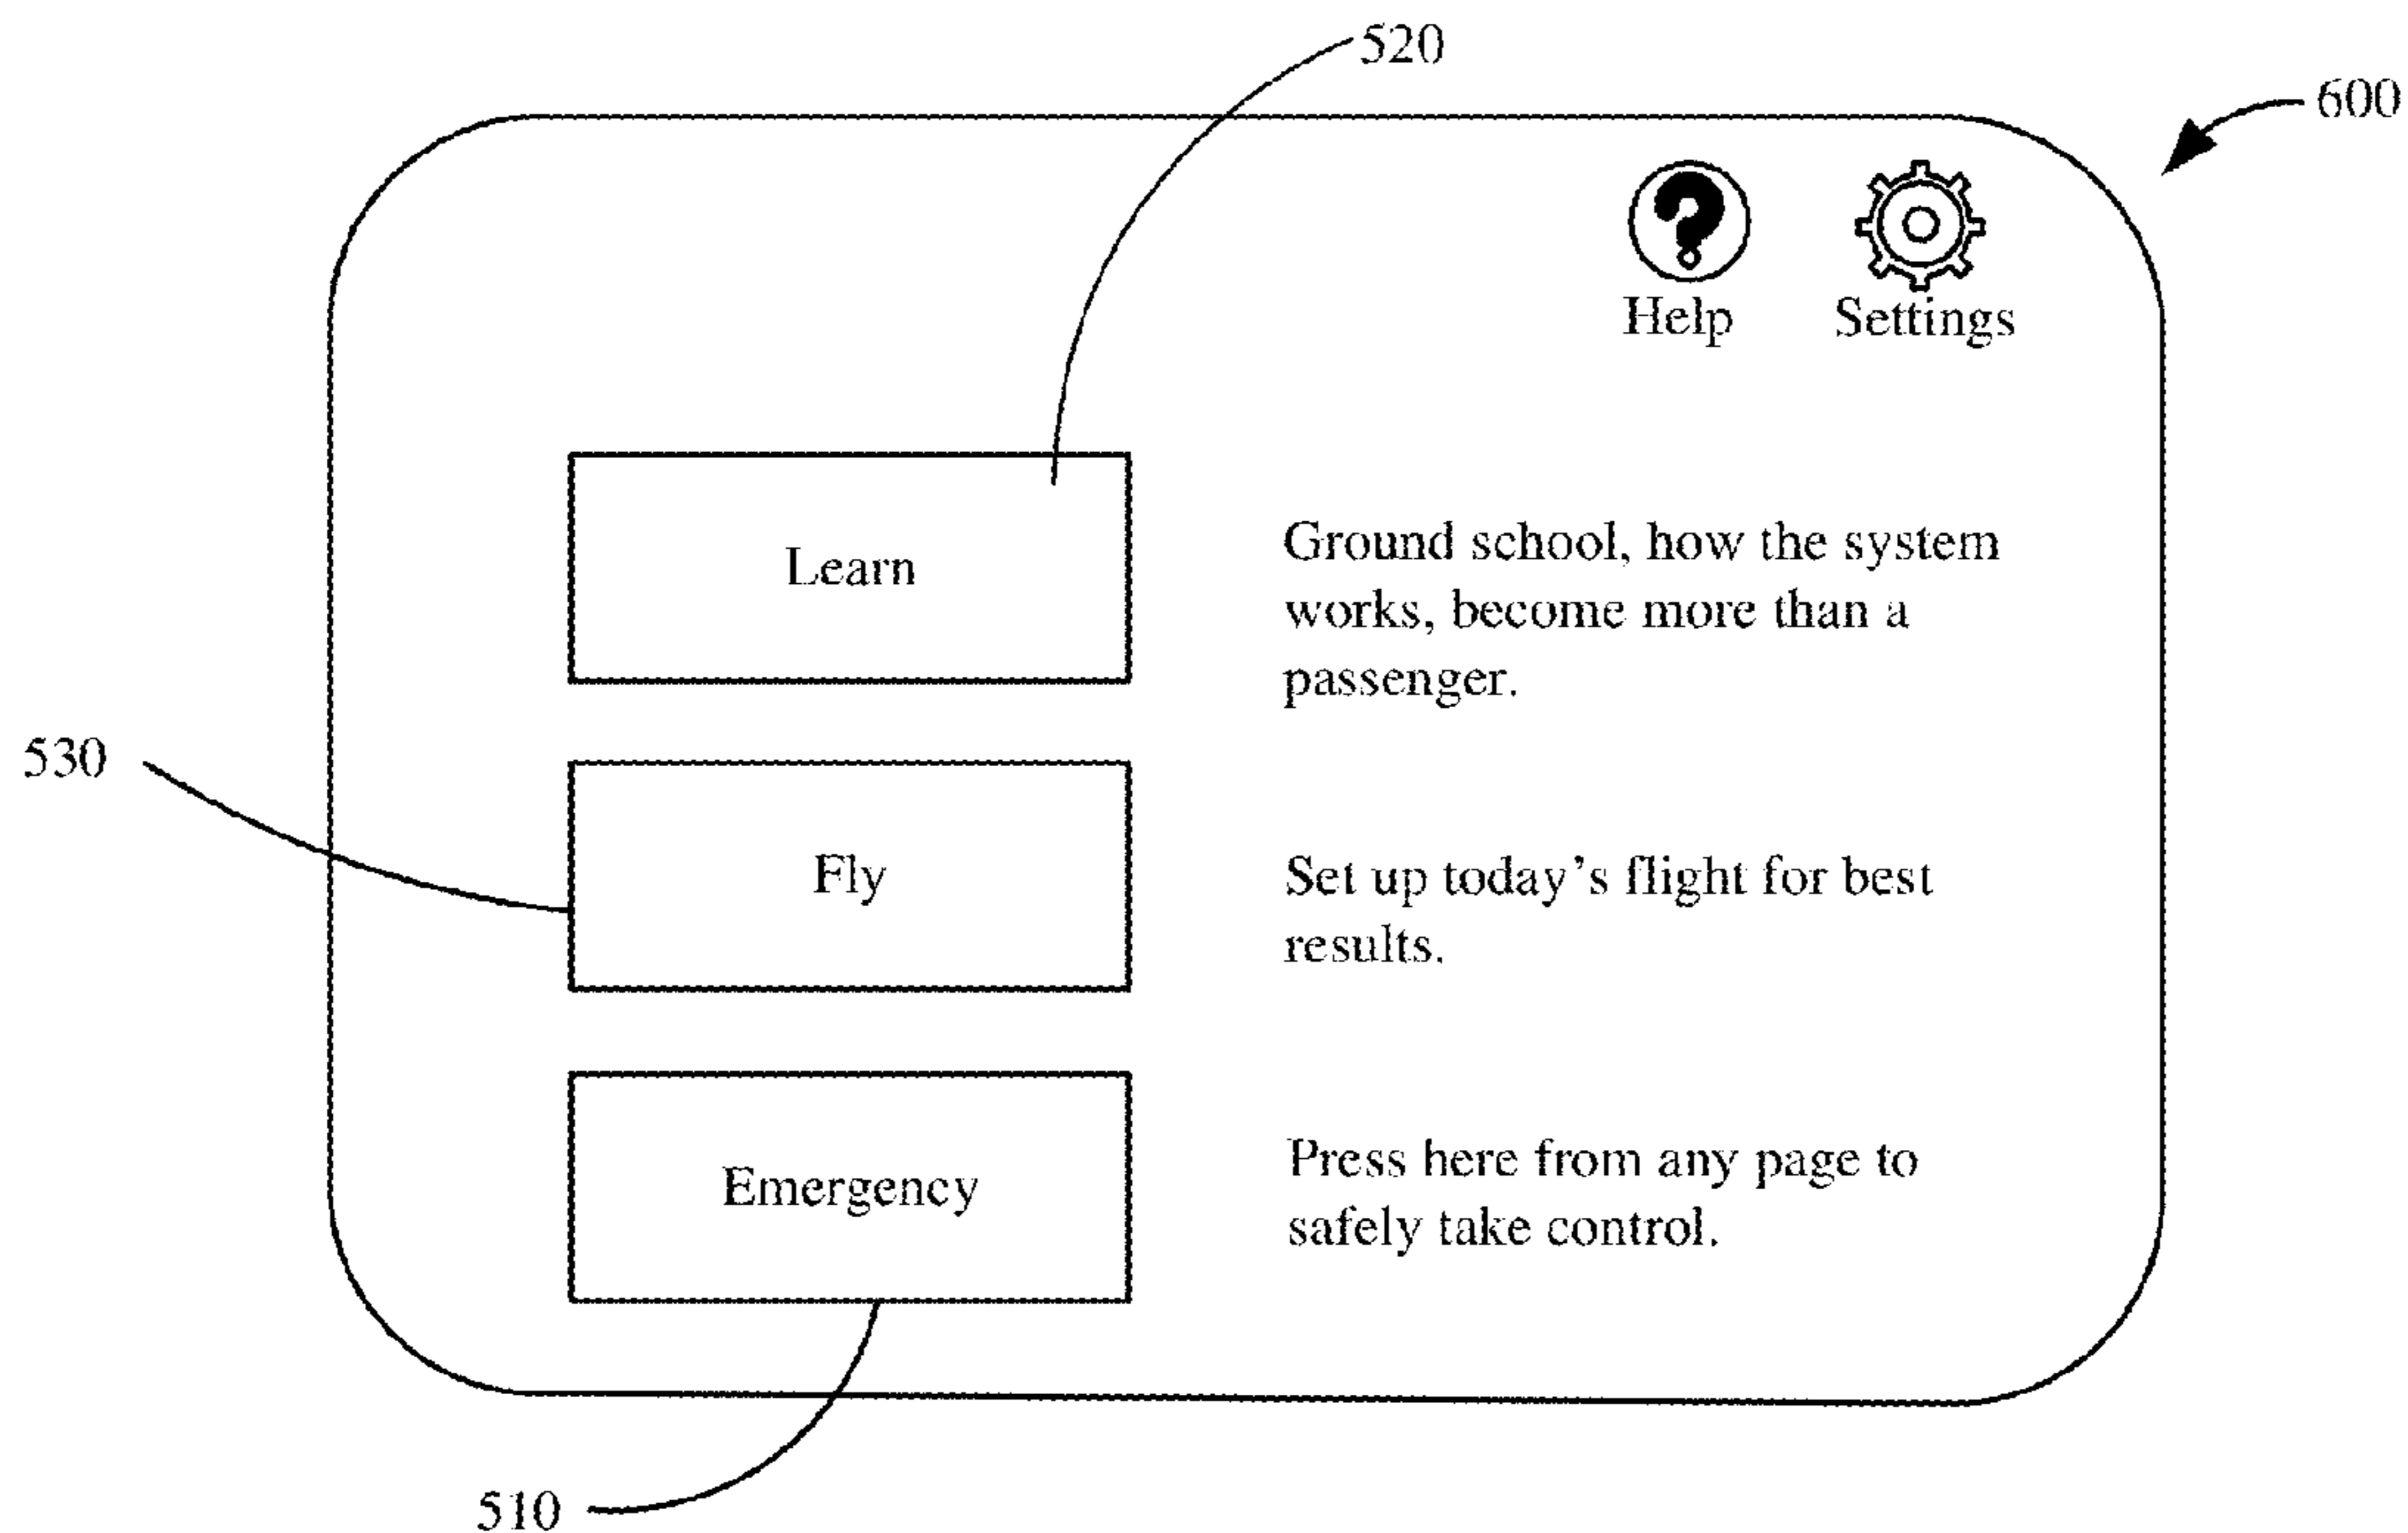 520
600
Help
Settings
Learn
Ground school, how the system
works, become more than a
passenger.
530
Fly
Set up today’s flight for best
results.
Emergency
Press here from any page to
safely take control.
510